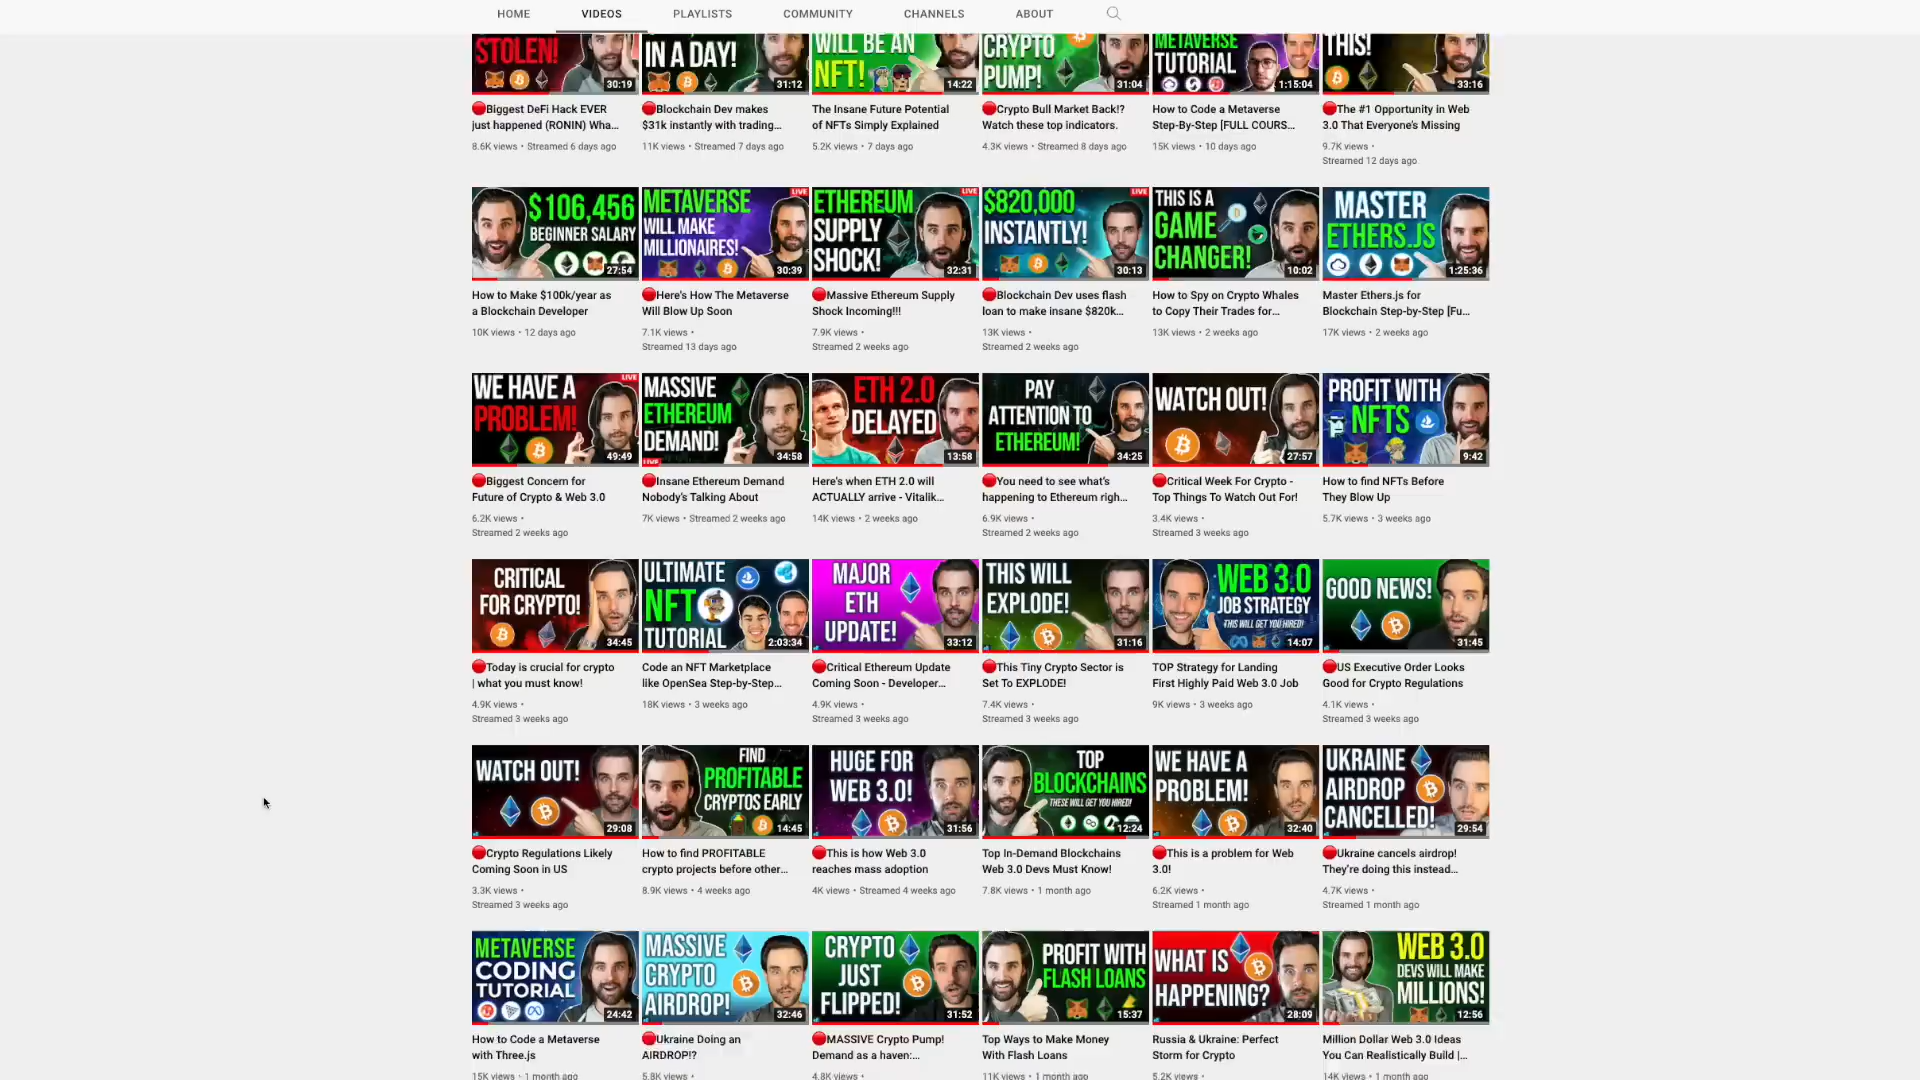 HOME VIDEOS PLAYLISTS COMMUNITY CHANNELS ABOUT
STOLEN!
30:19
IN A DAY!
31:12
WILL BE AN
NFT!
14:22
CRYPTO
PUMP!
31:04
METAVERSE
TUTORIAL
1:15:04
THIS!
33:16
Biggest DeFi Hack EVER
just happened (RONIN) Wha...
8.6K views • Streamed 6 days ago
Blockchain Dev makes
$31k instantly with trading...
11K views • Streamed 7 days ago
The Insane Future Potential
of NFTs Simply Explained
5.2K views • 7 days ago
Crypto Bull Market Back!?
Watch these top indicators.
4.3K views • Streamed 8 days ago
How to Code a Metaverse
Step-By-Step [FULL COURS...
15K views • 10 days ago
The #1 Opportunity in Web
3.0 That Everyone's Missing
9.7K views •
Streamed 12 days ago
$106,456
BEGINNER SALARY
27:54
LIVE
METAVERSE
WILL MAKE
MILLIONAIRES!
30:39
LIVE
ETHEREUM
SUPPLY
SHOCK!
32:31
LIVE
$820,000
INSTANTLY!
30:13
THIS IS A
GAME
CHANGER!
10:02
MASTER
ETHERS.JS
1:25:36
How to Make $100k/year as
a Blockchain Developer
10K views • 12 days ago
Here's How The Metaverse
Will Blow Up Soon
7.1K views •
Streamed 13 days ago
Massive Ethereum Supply
Shock Incoming!!!
7.9K views •
Streamed 2 weeks ago
Blockchain Dev uses flash
loan to make insane $820k...
13K views •
Streamed 2 weeks ago
How to Spy on Crypto Whales
to Copy Their Trades for...
13K views • 2 weeks ago
Master Ethers.js for
Blockchain Step-by-Step [Fu...
17K views • 2 weeks ago
LIVE
WE HAVE A
PROBLEM!
49:49
MASSIVE
ETHEREUM
DEMAND!
LIVE
34:58
ETH 2.0
DELAYED
13:58
PAY
ATTENTION TO
ETHEREUM!
34:25
WATCH OUT!
27:57
PROFIT WITH
NFTS
9:42
Biggest Concern for
Future of Crypto & Web 3.0
6.2K views •
Streamed 2 weeks ago
Insane Ethereum Demand
Nobody's Talking About
7K views • Streamed 2 weeks ago
Here's when ETH 2.0 will
ACTUALLY arrive - Vitalik...
14K views • 2 weeks ago
You need to see what's
happening to Ethereum righ...
6.9K views •
Streamed 2 weeks ago
Critical Week For Crypto -
Top Things To Watch Out For!
3.4K views •
Streamed 3 weeks ago
How to find NFTs Before
They Blow Up
5.7K views • 3 weeks ago
CRITICAL
FOR CRYPTO!
34:45
ULTIMATE
NFT
TUTORIAL
2:03:34
MAJOR
ETH
UPDATE!
33:12
THIS WILL
EXPLODE!
31:16
WEB 3.0
JOB STRATEGY
THIS WILL GET YOU HIRED!
14:07
GOOD NEWS!
31:45
Today is crucial for crypto
| what you must know!
4.9K views •
Streamed 3 weeks ago
Code an NFT Marketplace
like OpenSea Step-by-Step...
18K views • 3 weeks ago
Critical Ethereum Update
Coming Soon - Developer...
4.9K views •
Streamed 3 weeks ago
This Tiny Crypto Sector is
Set To EXPLODE!
7.4K views •
Streamed 3 weeks ago
TOP Strategy for Landing
First Highly Paid Web 3.0 Job
9K views • 3 weeks ago
US Executive Order Looks
Good for Crypto Regulations
4.1K views •
Streamed 3 weeks ago
WATCH OUT!
29:08
FIND
PROFITABLE
CRYPTOS EARLY
14:45
HUGE FOR
WEB 3.0!
31:56
TOP
BLOCKCHAINS
THESE WILL GET YOU HIRED!
12:24
WE HAVE A
PROBLEM!
32:40
UKRAINE
AIRDROP
CANCELLED!
29:54
Crypto Regulations Likely
Coming Soon in US
3.3K views •
Streamed 3 weeks ago
How to find PROFITABLE
crypto projects before other...
8.9K views • 4 weeks ago
This is how Web 3.0
reaches mass adoption
4K views • Streamed 4 weeks ago
Top In-Demand Blockchains
Web 3.0 Devs Must Know!
7.8K views • 1 month ago
This is a problem for Web
3.0!
6.2K views •
Streamed 1 month ago
Ukraine cancels airdrop!
They're doing this instead...
4.7K views •
Streamed 1 month ago
METAVERSE
CODING
TUTORIAL
24:42
MASSIVE
CRYPTO
AIRDROP!
32:46
CRYPTO
JUST
FLIPPED!
31:52
PROFIT WITH
FLASH LOANS
15:37
WHAT IS
HAPPENING?
28:09
WEB 3.0
DEVS WILL MAKE
MILLIONS!
12:56
How to Code a Metaverse
with Three.js
15K views • 1 month ago
Ukraine Doing an
AIRDROP!?
5.8K views •
MASSIVE Crypto Pump!
Demand as a haven:...
4.8K views •
Top Ways to Make Money
With Flash Loans
11K views • 1 month ago
Russia & Ukraine: Perfect
Storm for Crypto
5.2K views •
Million Dollar Web 3.0 Ideas
You Can Realistically Build |...
14K views • 1 month ago